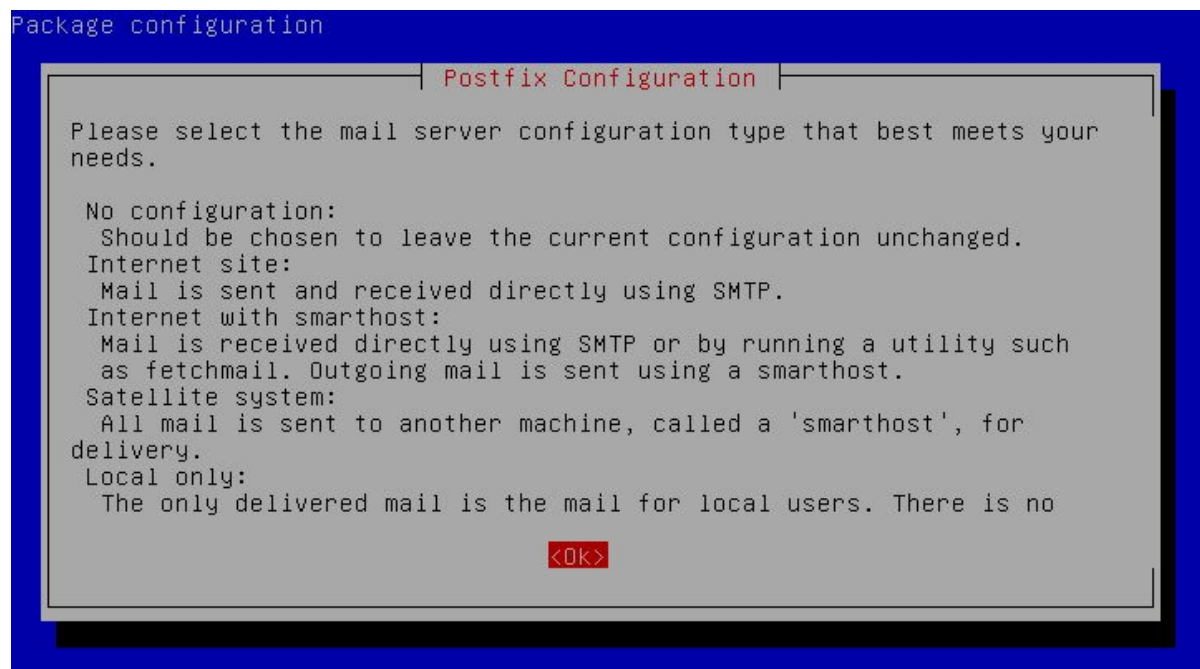 Package configuration
Postfix Configuration
Please select the mail server configuration type that best meets your
needs.
No configuration:
Should be chosen to leave the current configuration unchanged.
Internet site:
Mail is sent and received directly using SMTP.
Internet with smarthost:
Mail is received directly using SMTP or by running a utility such
as fetchmail. Outgoing mail is sent using a smarthost.
Satellite system:
All mail is sent to another machine, called a 'smarthost', for
delivery.
Local only:
The only delivered mail is the mail for local users. There is no
<Ok>